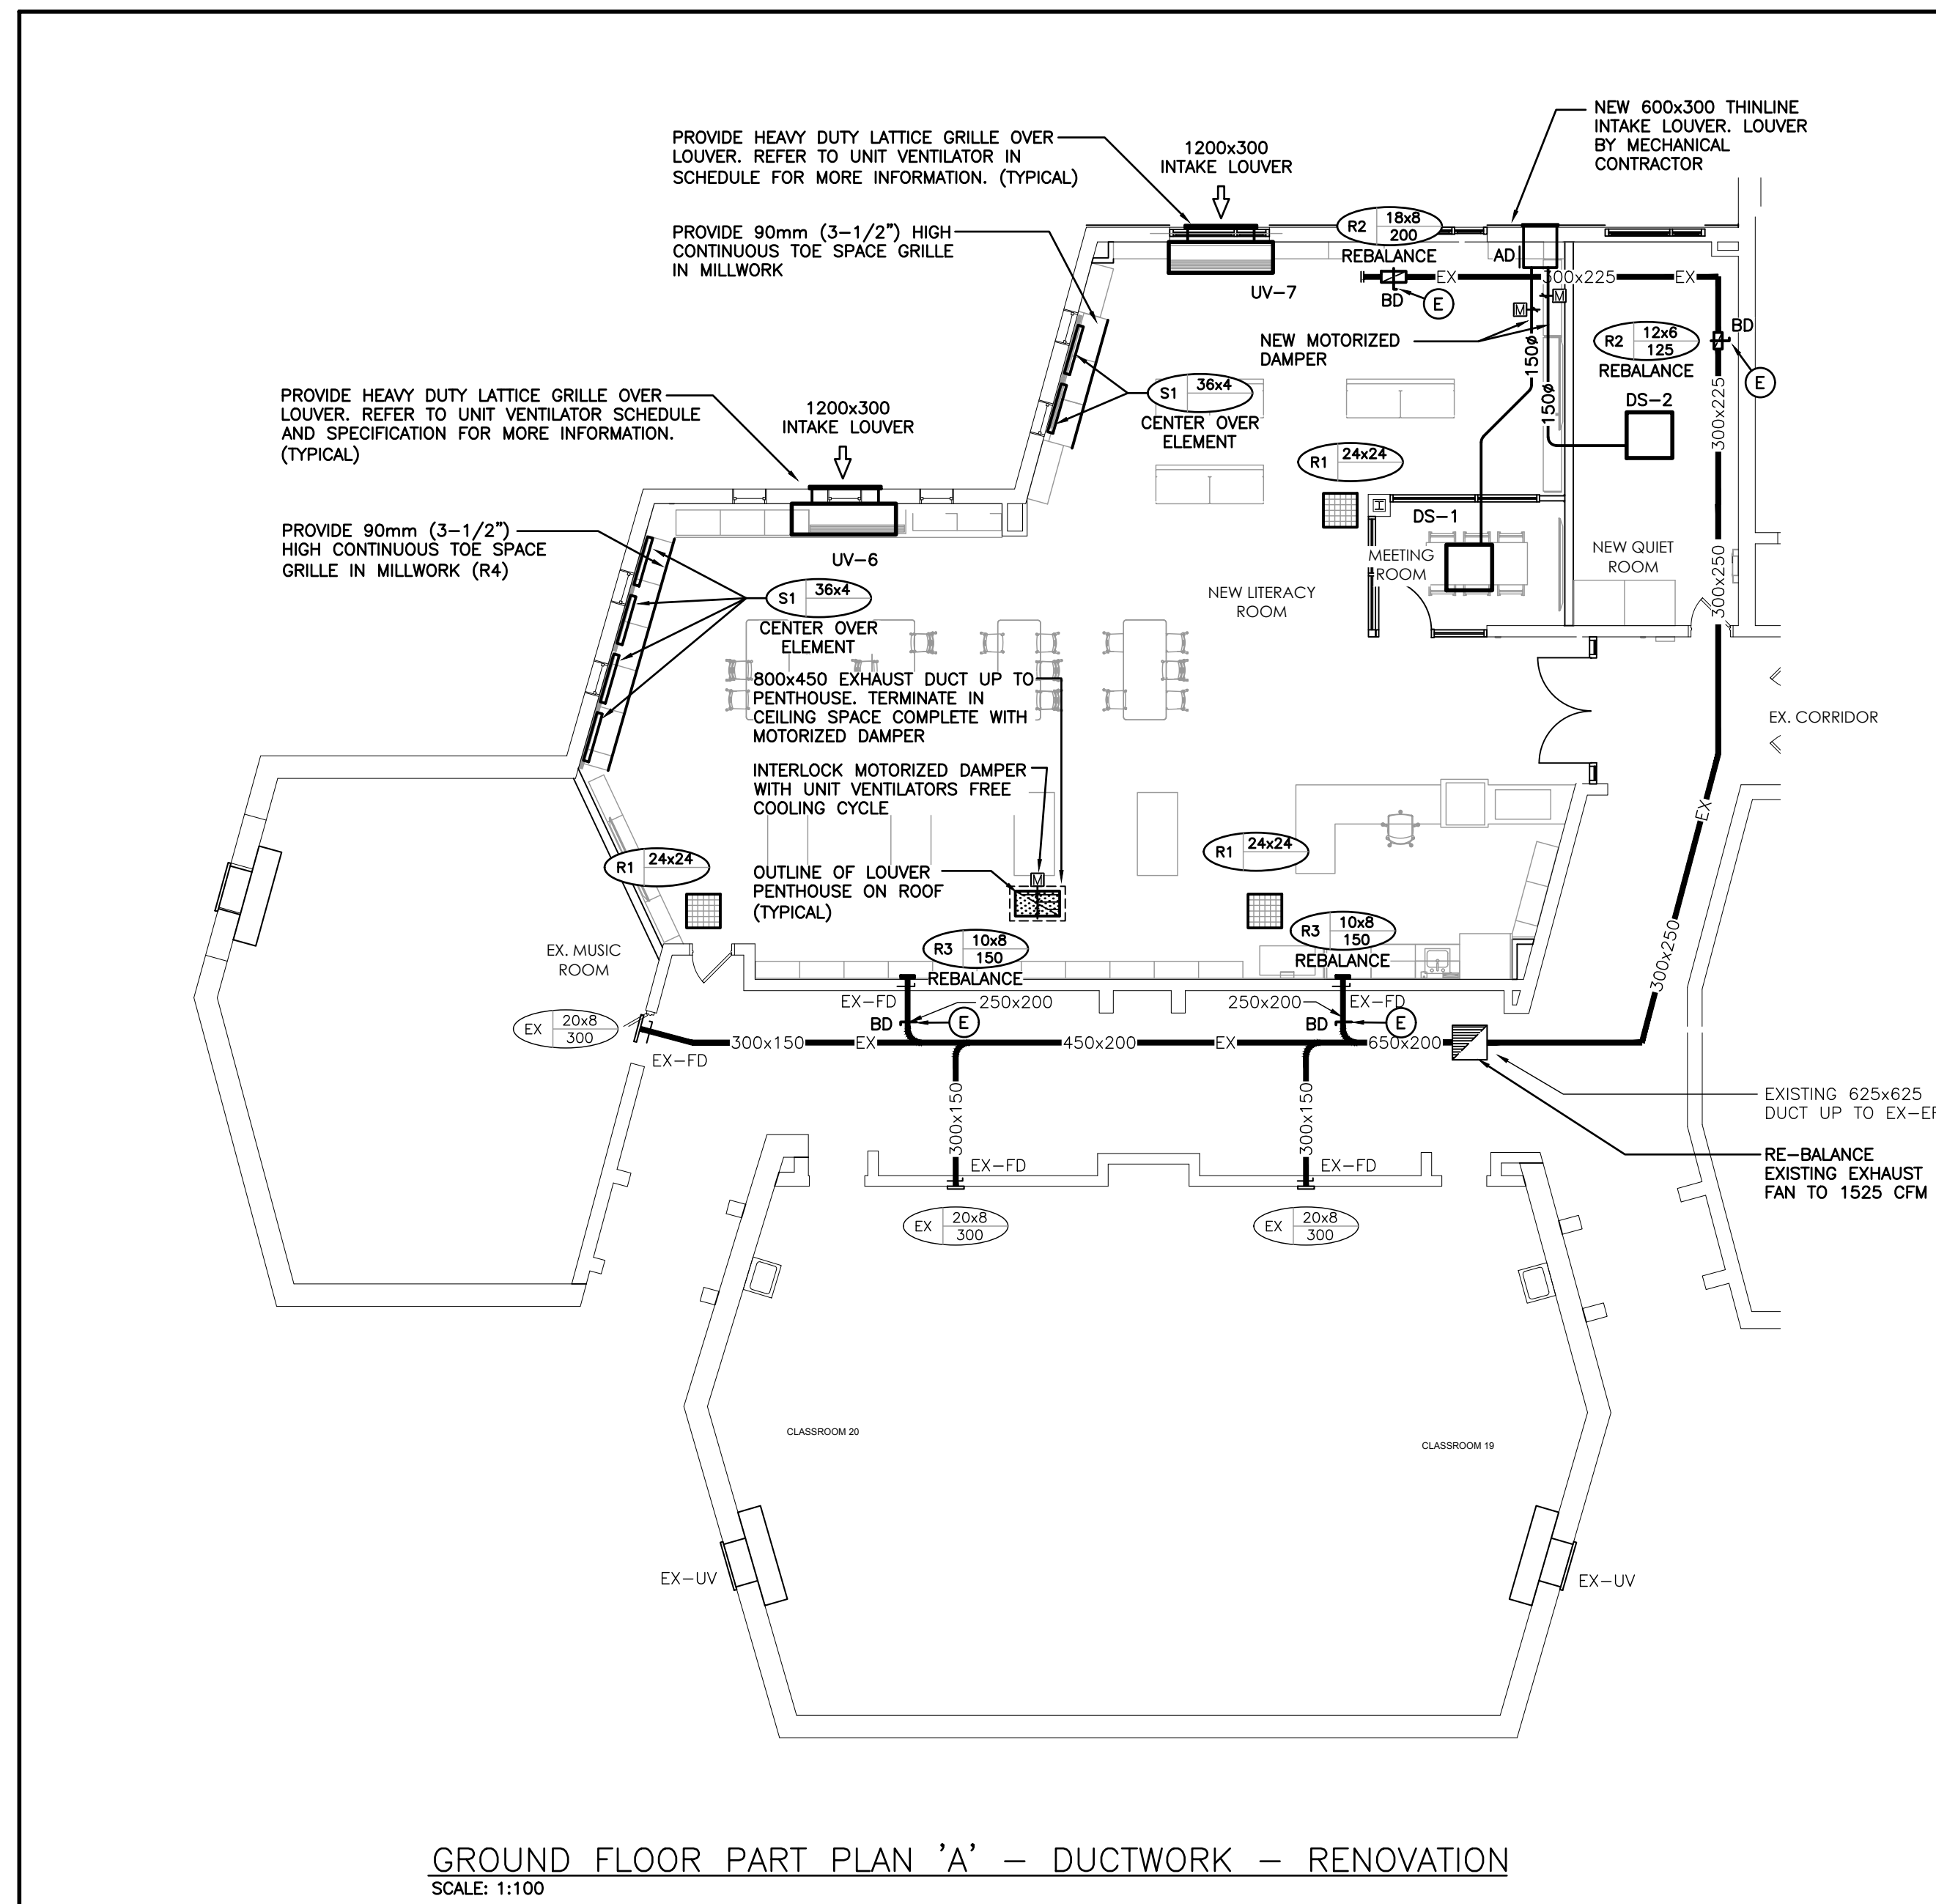 NEW 600x300 THINLINE
INTAKE LOUVER. LOUVER
BY MECHANICAL
CONTRACTOR
PROVIDE HEAVY DUTY LATTICE GRILLE OVER
LOUVER. REFER TO UNIT VENTILATOR IN
SCHEDULE FOR MORE INFORMATION. (TYPICAL)
1200x300
INTAKE LOUVER
PROVIDE 90mm (3-1/2") HIGH
CONTINUOUS TOE SPACE GRILLE
IN MILLWORK
R2 18x8
200
REBALANCE
AD
UV-7
EX
300x225
EX
BD
E
M
M
NEW MOTORIZED
DAMPER
150ø
150ø
R2 12x6
125
REBALANCE
BD
E
DS-2
300x225
S1 36x4
CENTER OVER
ELEMENT
PROVIDE HEAVY DUTY LATTICE GRILLE OVER
LOUVER. REFER TO UNIT VENTILATOR SCHEDULE
AND SPECIFICATION FOR MORE INFORMATION.
(TYPICAL)
1200x300
INTAKE LOUVER
R1 24x24
PROVIDE 90mm (3-1/2")
HIGH CONTINUOUS TOE SPACE
GRILLE IN MILLWORK (R4)
UV-6
DS-1
MEETING
ROOM
NEW QUIET
ROOM
300x250
S1 36x4
CENTER OVER
ELEMENT
NEW LITERACY
ROOM
800x450 EXHAUST DUCT UP TO
PENTHOUSE. TERMINATE IN
CEILING SPACE COMPLETE WITH
MOTORIZED DAMPER
EX. CORRIDOR
INTERLOCK MOTORIZED DAMPER
WITH UNIT VENTILATORS FREE
COOLING CYCLE
EX
R1 24x24
R1 24x24
OUTLINE OF LOUVER
PENTHOUSE ON ROOF
(TYPICAL)
M
EX. MUSIC
ROOM
R3 10x8
150
REBALANCE
R3 10x8
150
REBALANCE
300x250
EX-FD
250x200
250x200
EX-FD
BD
E
BD
E
EX 20x8
300
EX-FD
300x150
EX
450x200
EX
650x200
300x150
300x150
EXISTING 625x625
DUCT UP TO
RE-BALANCE
EXISTING EXHAUST
FAN TO 1525 CFM
EX-FD
EX-FD
EX 20x8
300
EX 20x8
300
CLASSROOM 20
CLASSROOM 19
EX-UV
EX-UV
GROUND FLOOR PART PLAN 'A' - DUCTWORK - RENOVATION
SCALE: 1:100